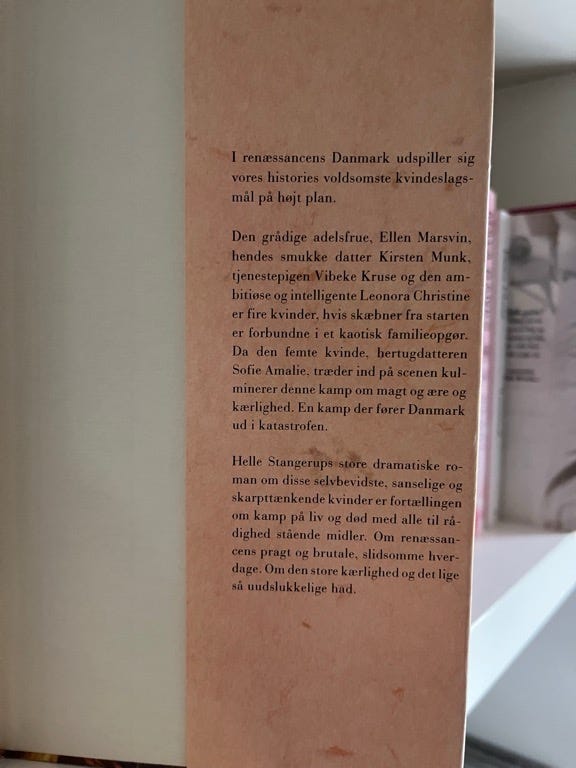 I renæssancens Danmark udspiller sig
vores histories voldsomste kvindeslags-
mål på højt plan.
Den grådige adelsfrue, Ellen Marsvin,
hendes smukke datter Kirsten Munk,
tjenestepigen Vibeke Kruse og den am-
bitiøse og intelligente Leonora Christine
er fire kvinder, hvis skæbner fra starten
er forbundne i et kaotisk familieopgør.
Da den femte kvinde, hertugdatteren
Sofie Amalie, træder ind på scenen kul-
minerer denne kamp om magt og ære og
kærlighed. En kamp der fører Danmark
ud i katastrofen.
Helle Stangerups store dramatiske ro-
man om disse selvbevidste, sanselige og
skarpttænkende kvinder er fortællingen
om kamp på liv og død med alle til rå-
dighed stående midler. Om renæssan-
cens pragt og brutale, slidsomme hver-
dage. Om den store kærlighed og det lige
så uudslukkelige had.